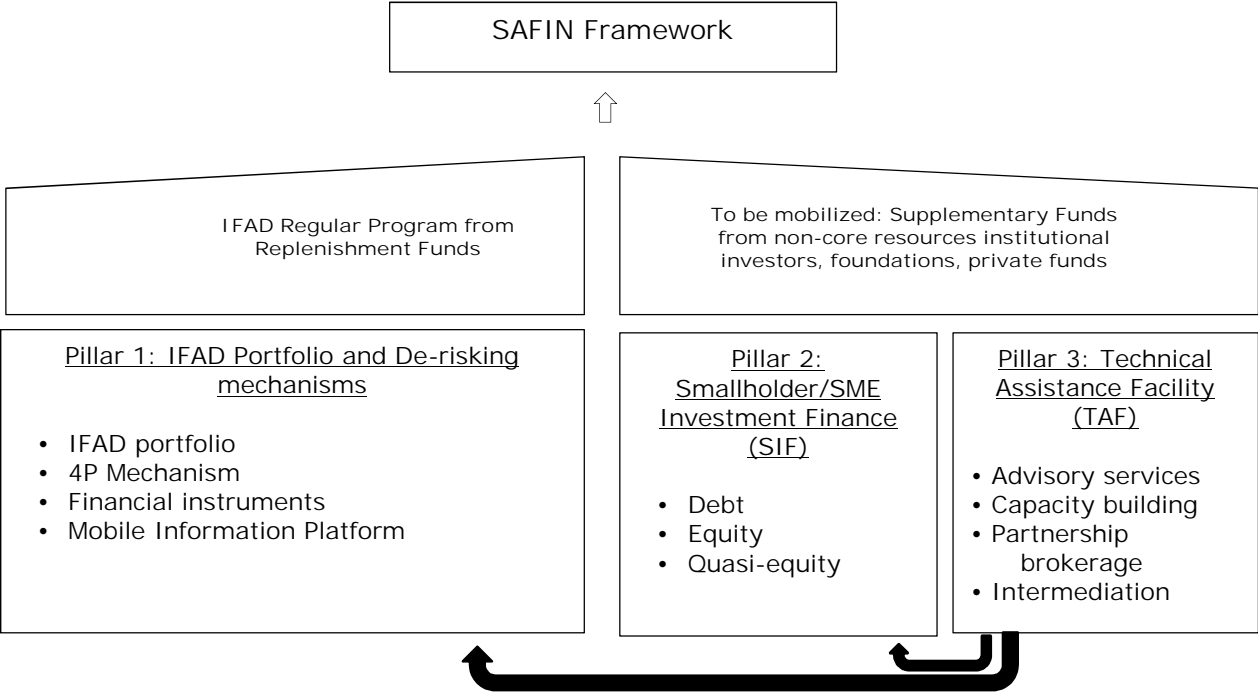 SAFIN Framework
IFAD Regular Program from
Replenishment Funds
To be mobilized: Supplementary Funds
from non-core resources institutional
investors, foundations, private funds
Pillar 1: IFAD Portfolio and De-risking
mechanisms
• IFAD portfolio
• 4P Mechanism
• Financial instruments
• Mobile Information Platform
Pillar 2:
Smallholder/SME
Investment Finance
(SIF)
• Debt
• Equity
• Quasi-equity
Pillar 3: Technical
Assistance Facility
(TAF)
• Advisory services
• Capacity building
• Partnership
brokerage
• Intermediation